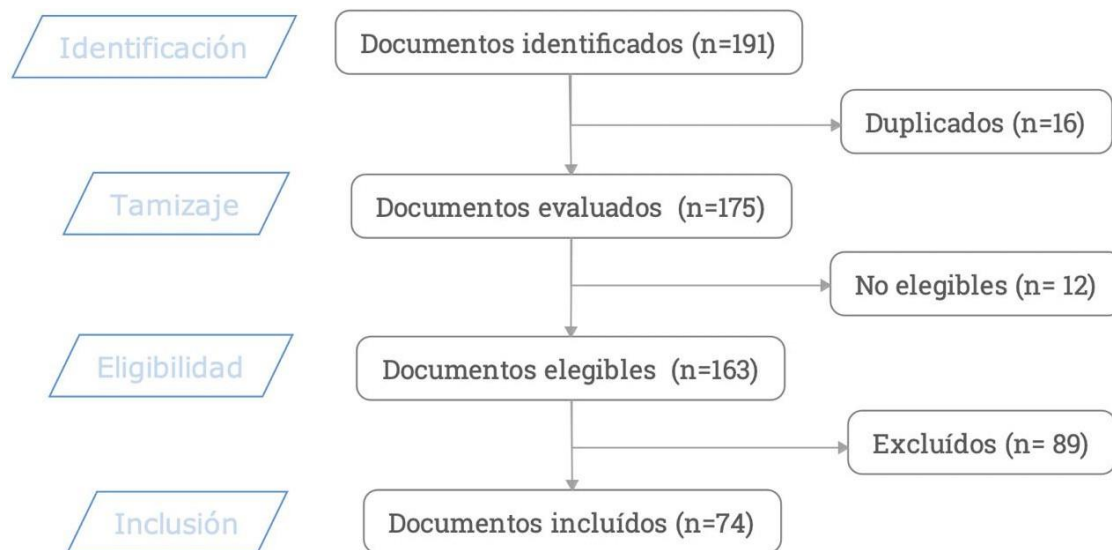 Identificación
Documentos identificados (n=191)
Duplicados (n=16)
Tamizaje
Documentos evaluados (n=175)
No elegibles (n= 12)
Eligibilidad
Documentos elegibles (n=163)
Excluídos (n= 89)
Inclusión
Documentos incluídos (n=74)